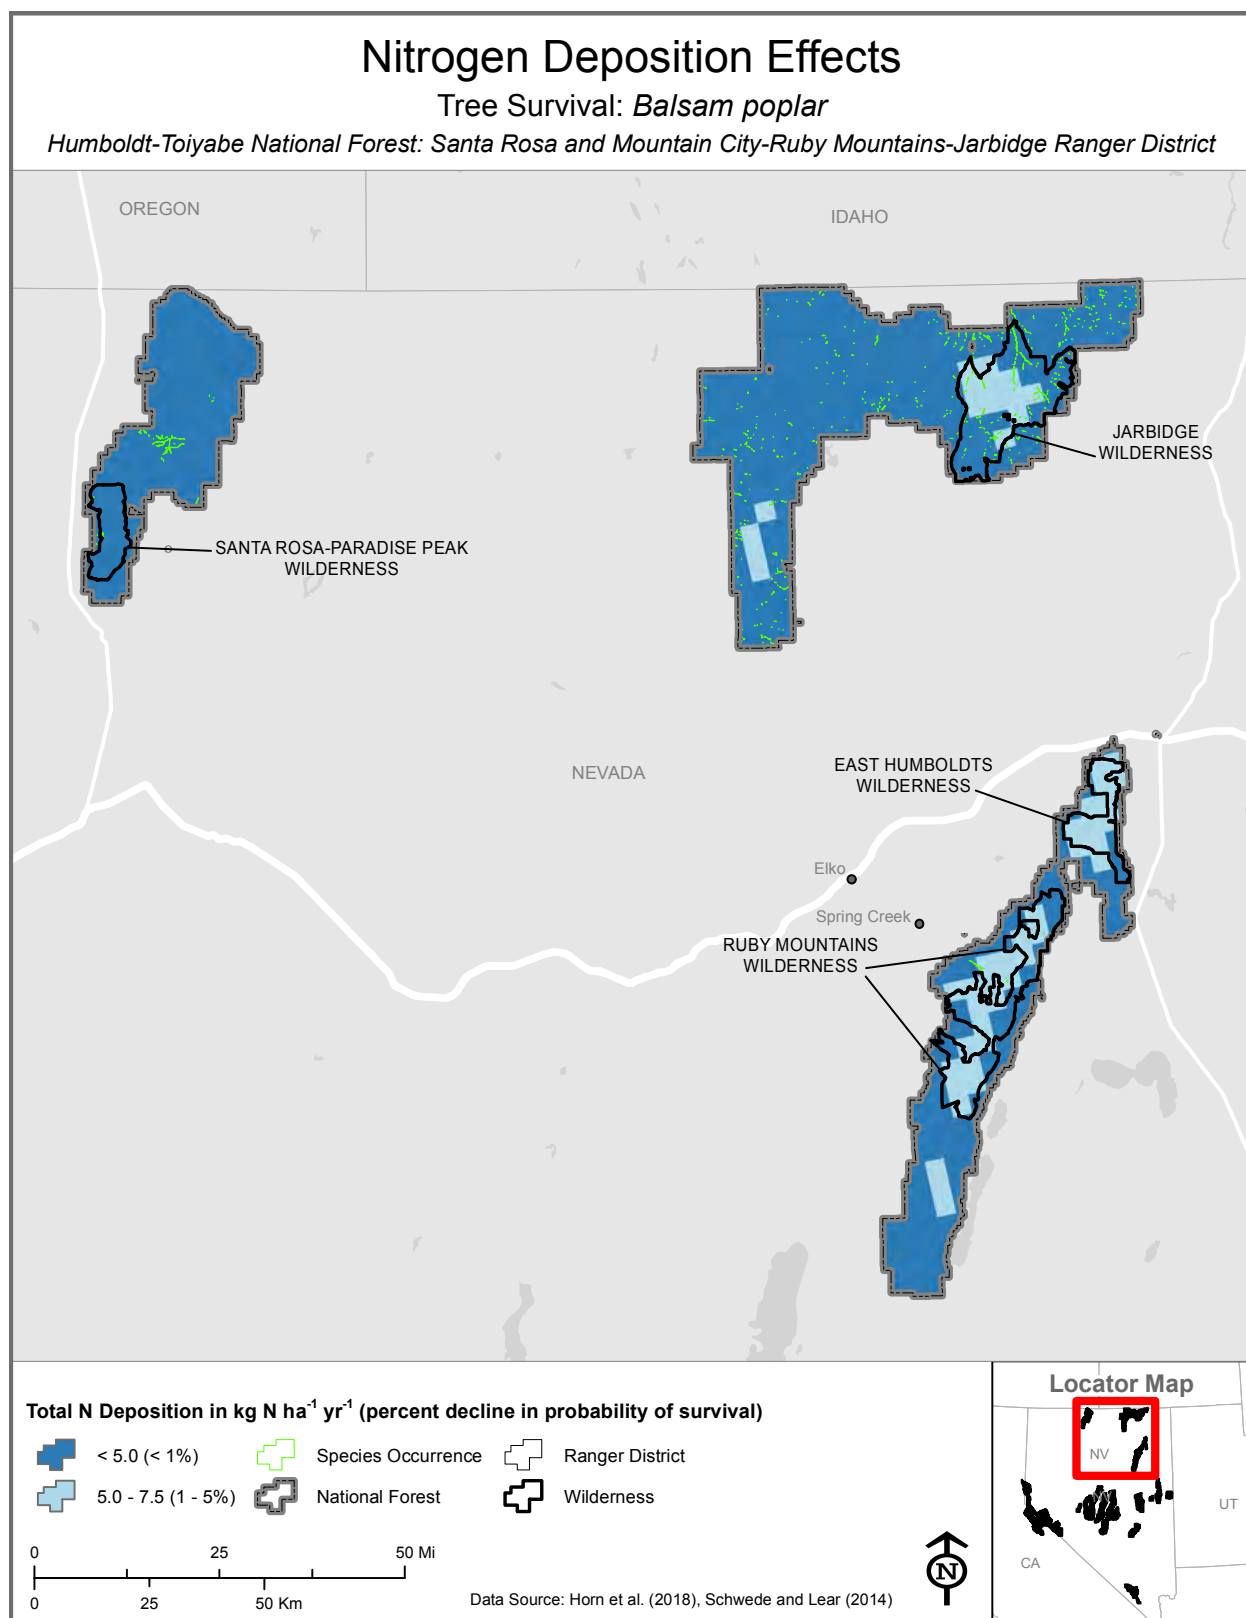 Nitrogen Deposition Effects
Tree Survival: Balsam poplar
Humboldt-Toiyabe National Forest: Santa Rosa and Mountain City-Ruby Mountains-Jarbidge Ranger District
OREGON
IDAHO
JARBIDGE
WILDERNESS
SANTA ROSA-PARADISE PEAK
WILDERNESS
NEVADA
EAST HUMBOLDTS
WILDERNESS
Elko
Spring Creek
RUBY MOUNTAINS
WILDERNESS
Total N Deposition in kg N ha-1 yr-1 (percent decline in probability of survival)
< 5.0 (< 1%)
Species Occurrence
Ranger District
5.0 - 7.5 (1 - 5%)
National Forest
Wilderness
0 25 50 Mi
0 25 50 Km
N
Data Source: Horn et al. (2018), Schwede and Lear (2014)
Locator Map
NV
NV
UT
CA